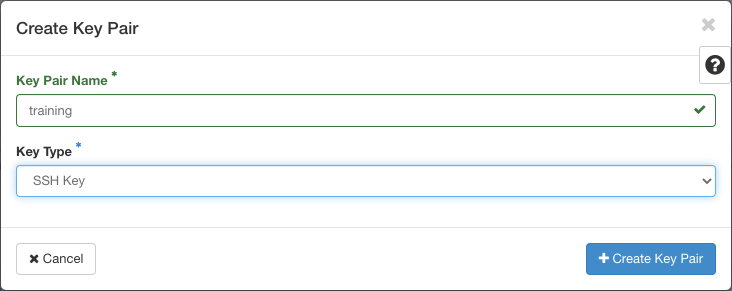 Create Key Pair
×
?
Key Pair Name *
training
Key Type *
SSH Key
Cancel
Create Key Pair